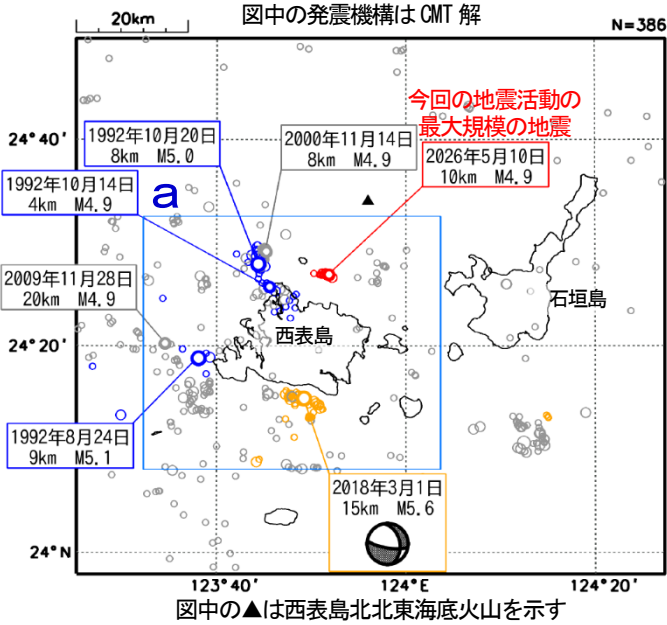 図中の発震機構はCMT解
20km
N=386
今回の地震活動の
最大規模の地震
24°40'
1992年10月20日
8km M5.0
2000年11月14日
8km M4.9
2026年5月10日
10km M4.9
1992年10月14日
4km M4.9
a
2009年11月28日
20km M4.9
石垣島
西表島
24°20'
1992年8月24日
9km M5.1
2018年3月1日
15km M5.6
24°N
123°40'
124°E
124°20'
図中の▲は西表島北北東海底火山を示す